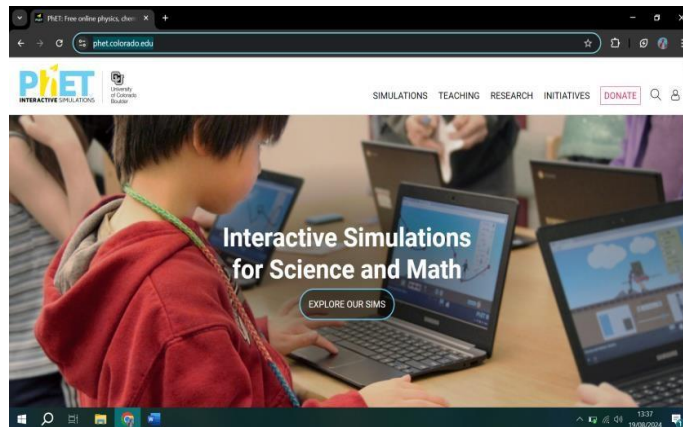 PhET: Free online physics, chem
phet.colorado.edu
PhET
INTERACTIVE SIMULATIONS
University
of Colorado
Boulder
SIMULATIONS TEACHING RESEARCH INITIATIVES DONATE
Interactive Simulations
for Science and Math
EXPLORE OUR SIMS
13:37
19/08/2024